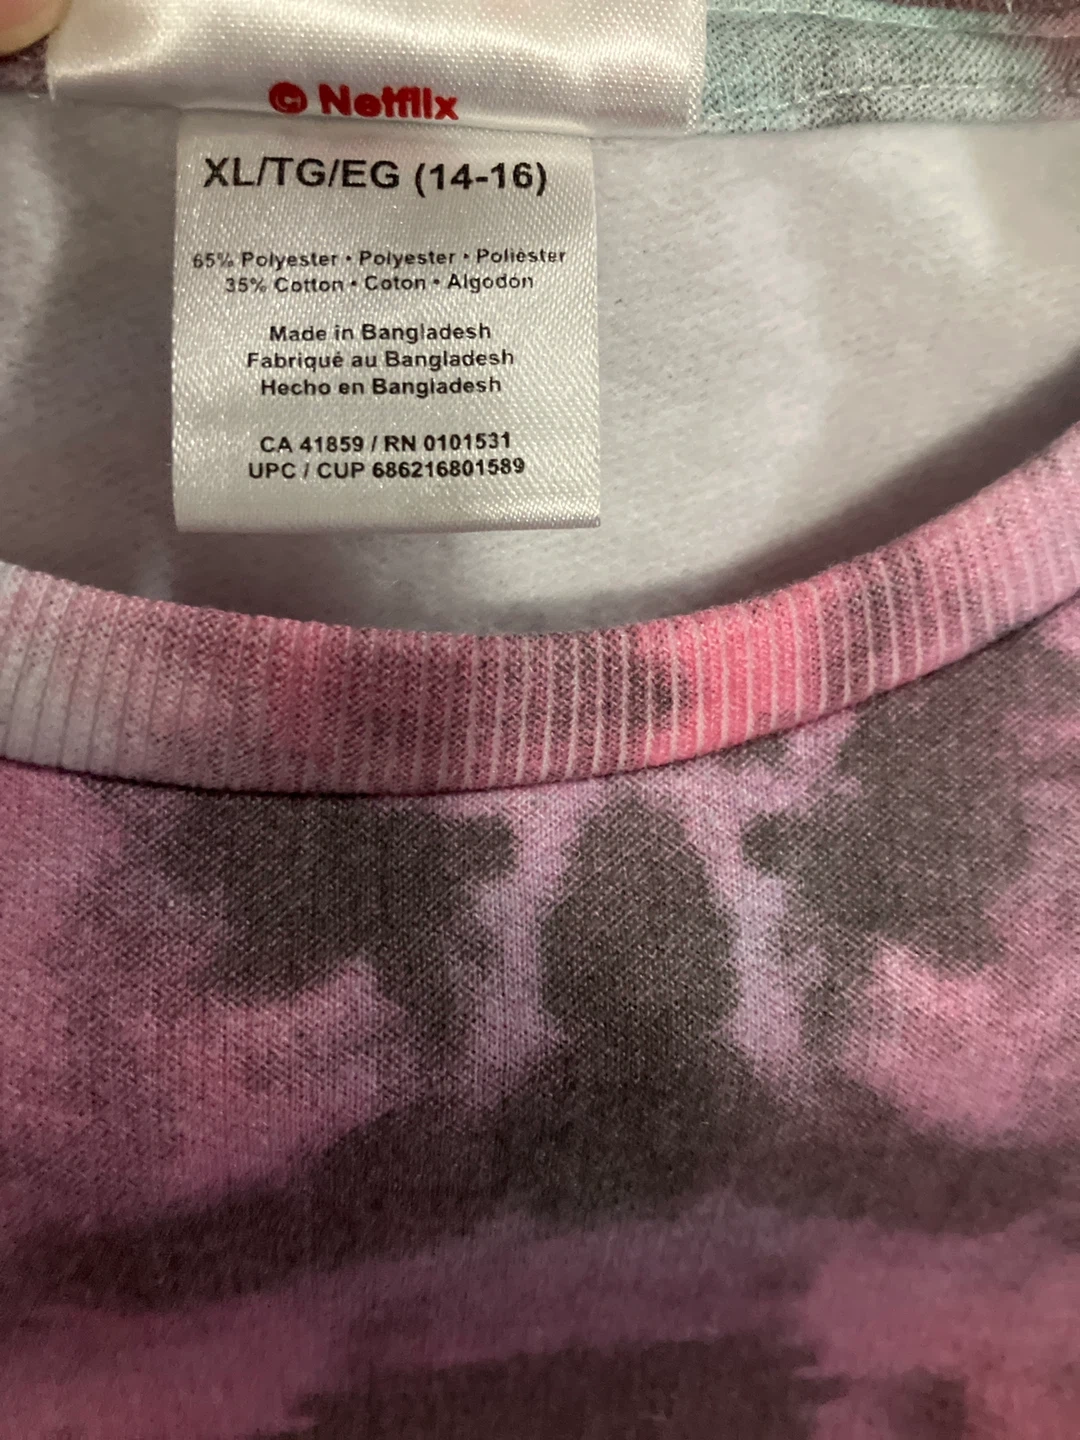 © Netflix
XL/TG/EG (14-16)
65% Polyester • Polyester • Poliéster
35% Cotton • Coton • Algodón
Made in Bangladesh
Fabriqué au Bangladesh
Hecho en Bangladesh
CA 41859 / RN 0101531
UPC / CUP 686216801589